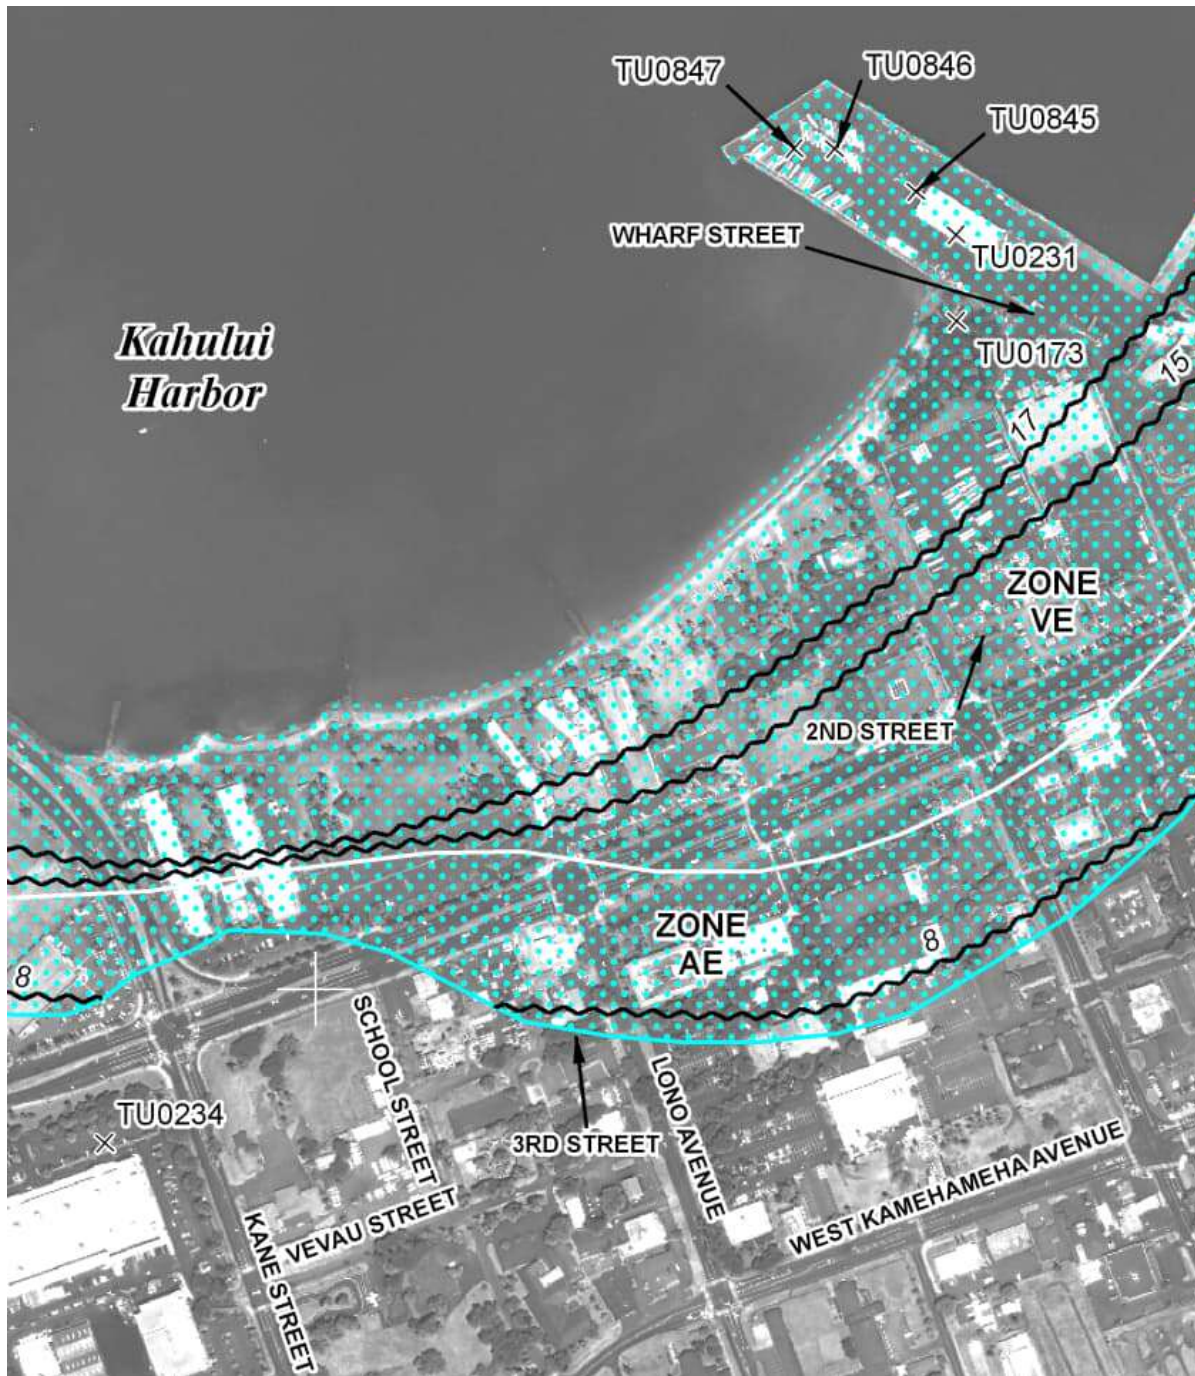 TU0847
TU0846
TU0845
WHARF STREET
TU0231
Kahului
Harbor
TU0173
15
17
ZONE
VE
2ND STREET
ZONE
AE
8
8
SCHOOL STREET
LONO AVENUE
TU0234
3RD STREET
WEST KAMEHAMEHA AVENUE
VEVAU STREET
KANE STREET